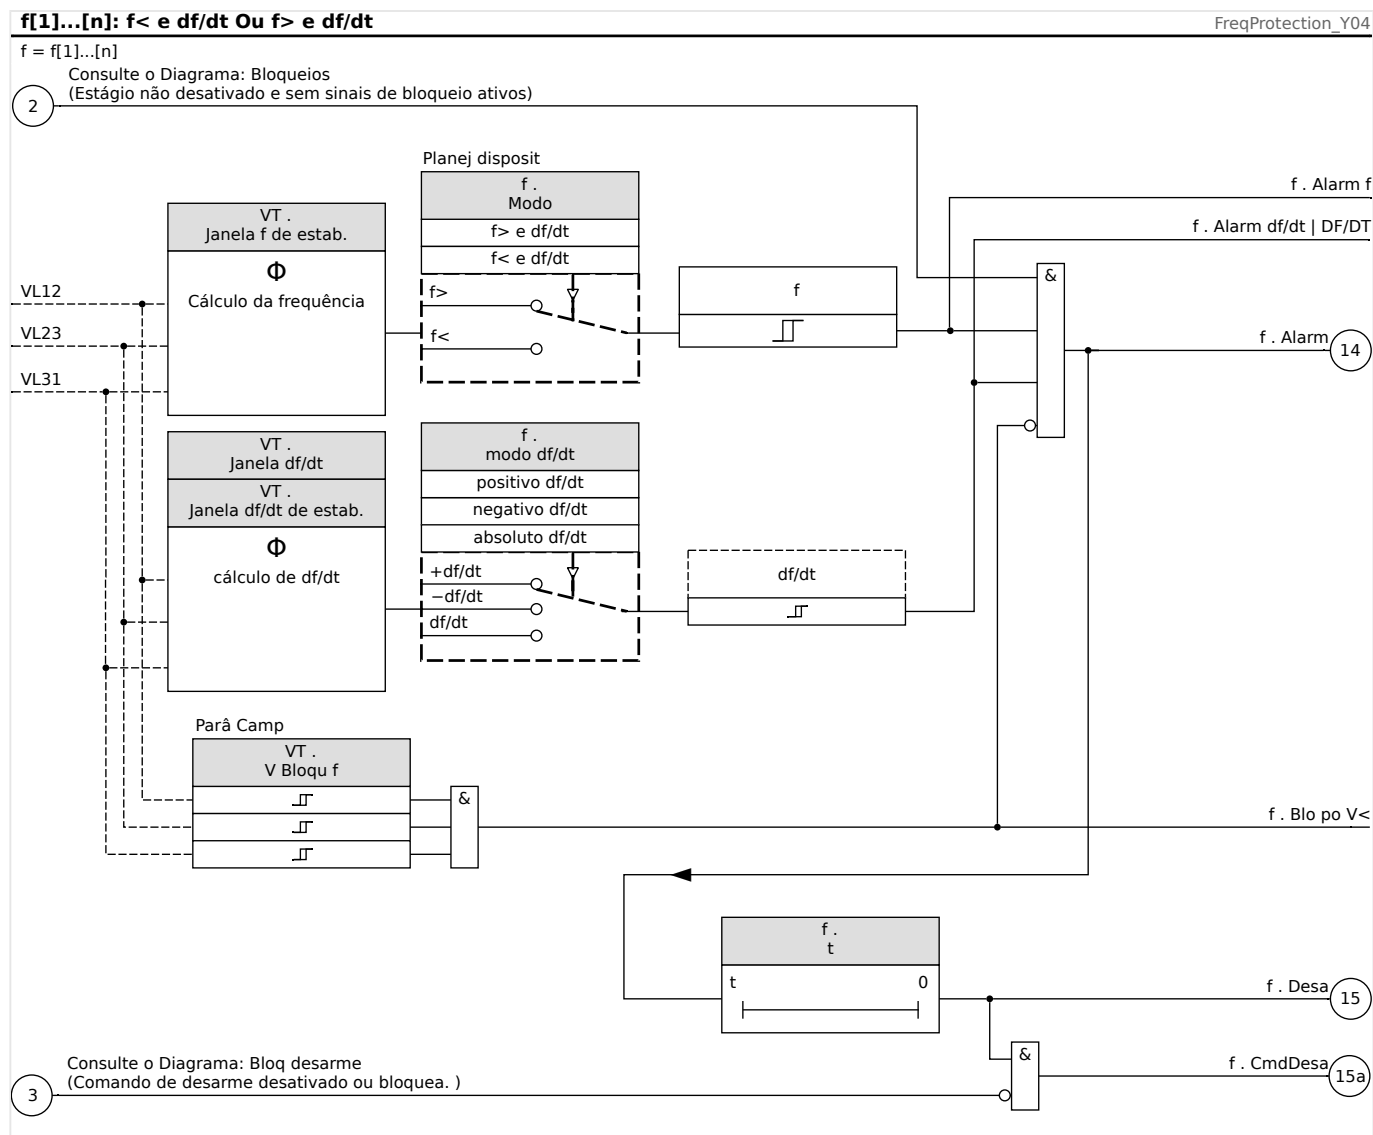 f[1]...[n]: f< e df/dt Ou f> e df/dt
FreqProtection_Y04
f = f[1]...[n]
Consulte o Diagrama: Bloqueios
(Estágio não desativado e sem sinais de bloqueio ativos)
2
Planej disposit
f .
Modo
f> e df/dt
f< e df/dt
f>
f<
VT .
Janela f de estab.
Φ
Cálculo da frequência
VL12
VL23
VL31
f
f . Alarm f
f . Alarm df/dt | DF/DT
&
f . Alarm
14
VT .
Janela df/dt
VT .
Janela df/dt de estab.
Φ
cálculo de df/dt
f .
modo df/dt
positivo df/dt
negativo df/dt
absoluto df/dt
+df/dt
−df/dt
df/dt
df/dt
Parâ Camp
VT .
V Bloqu f
&
f . Blo po V<
f .
t
t
0
f . Desa
15
&
f . CmdDesa
15a
Consulte o Diagrama: Bloq desarme
(Comando de desarme desativado ou bloquea. )
3